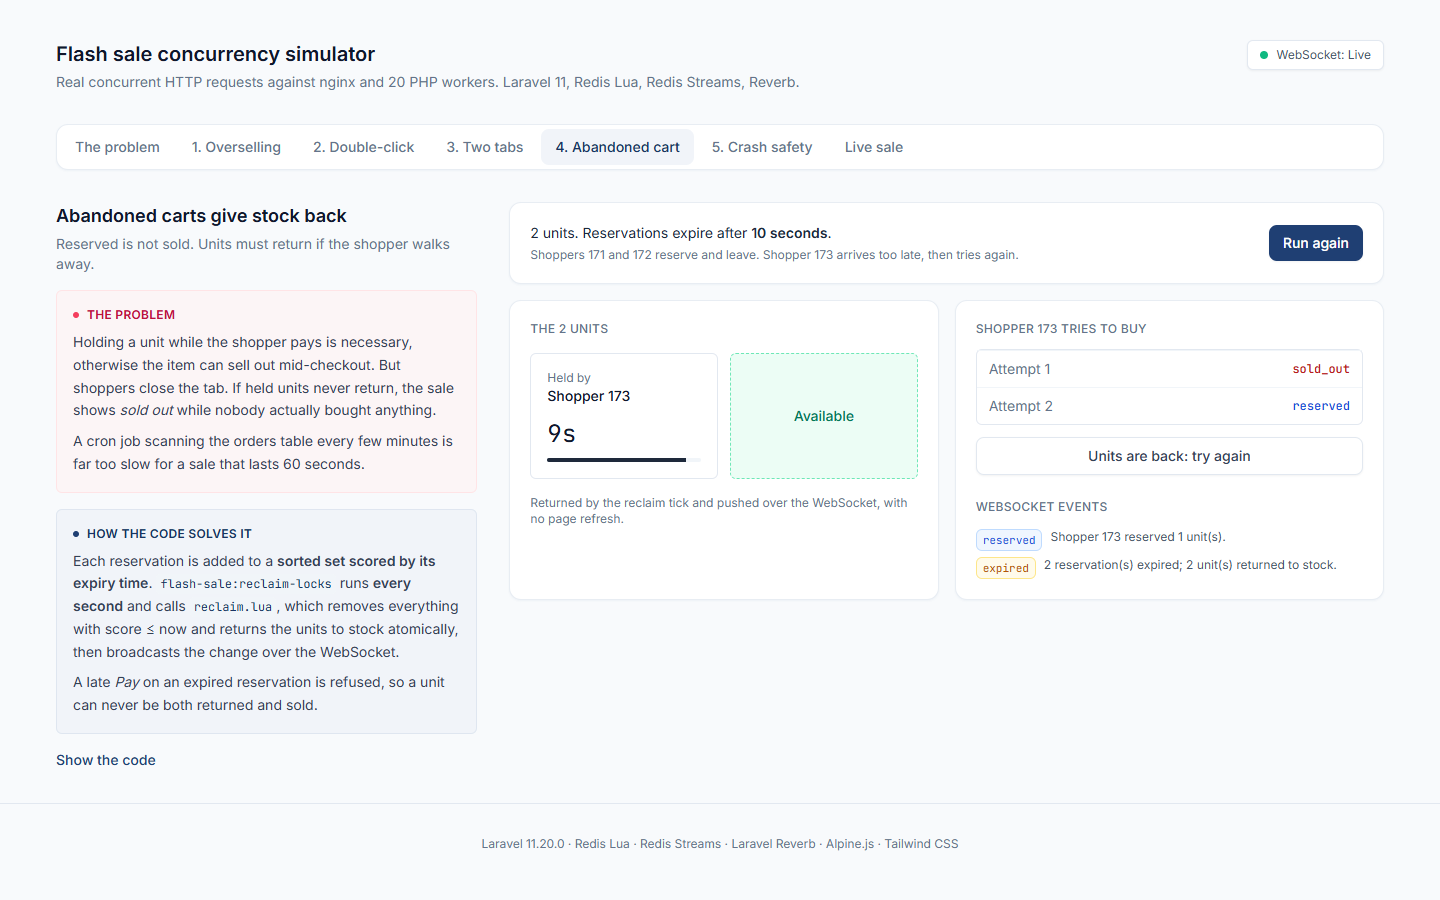 Flash sale concurrency simulator
Real concurrent HTTP requests against nginx and 20 PHP workers. Laravel 11, Redis Lua, Redis Streams, Reverb.
WebSocket: Live
The problem
1. Overselling
2. Double-click
3. Two tabs
4. Abandoned cart
5. Crash safety
Live sale
Abandoned carts give stock back
Reserved is not sold. Units must return if the shopper walks
away.
THE PROBLEM
Holding a unit while the shopper pays is necessary,
otherwise the item can sell out mid-checkout. But
shoppers close the tab. If held units never return, the sale
shows sold out while nobody actually bought anything.
A cron job scanning the orders table every few minutes is
far too slow for a sale that lasts 60 seconds.
HOW THE CODE SOLVES IT
Each reservation is added to a sorted set scored by its
expiry time. flash-sale:reclaim-locks runs every
second and calls reclaim.lua, which removes everything
with score ≤ now and returns the units to stock atomically,
then broadcasts the change over the WebSocket.
A late Pay on an expired reservation is refused, so a unit
can never be both returned and sold.
Show the code
2 units. Reservations expire after 10 seconds.
Shoppers 171 and 172 reserve and leave. Shopper 173 arrives too late, then tries again.
Run again
THE 2 UNITS
Held by
Shopper 173
9s
Available
Returned by the reclaim tick and pushed over the WebSocket, with
no page refresh.
SHOPPER 173 TRIES TO BUY
Attempt 1 sold_out
Attempt 2 reserved
Units are back: try again
WEBSOCKET EVENTS
reserved Shopper 173 reserved 1 unit(s).
expired 2 reservation(s) expired; 2 unit(s) returned to stock.
Laravel 11.20.0 · Redis Lua · Redis Streams · Laravel Reverb · Alpine.js · Tailwind CSS